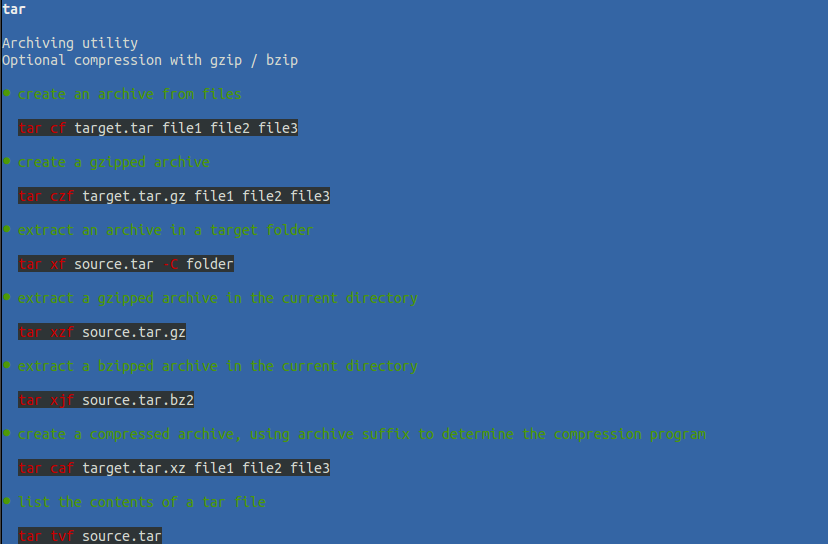 tar
Archiving utility
Optional compression with gzip / bzip
• create an archive from files
tar cf target.tar file1 file2 file3
• create a gzipped archive
tar czf target.tar.gz file1 file2 file3
• extract an archive in a target folder
tar xf source.tar -C folder
• extract a gzipped archive in the current directory
tar xzf source.tar.gz
• extract a bzipped archive in the current directory
tar xjf source.tar.bz2
• create a compressed archive, using archive suffix to determine the compression program
tar caf target.tar.xz file1 file2 file3
• list the contents of a tar file
tar tvf source.tar